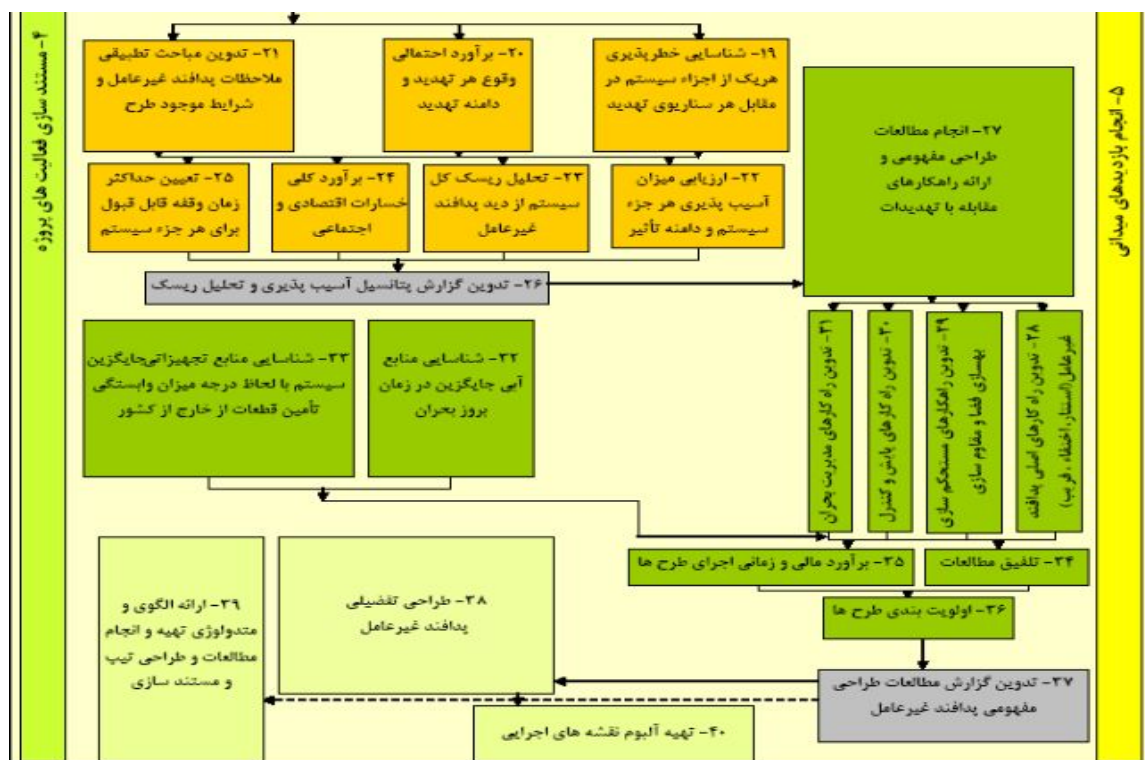 ۵- انجام بازدیدهای میدانی
۱۹- شناسایی خطرپذیری
هریک از اجزاء سیستم در
مقابل هر سناریوی تهدید
۲۰- برآورد احتمالی
وقوع هر تهدید و
دامنه تهدید
۲۱- تدوین مباحث تطبیقی
ملاحظات پدافند غیرعامل و
شرایط موجود طرح
۴- مستند سازی فعالیت های پروژه
۲۲- ارزیابی میزان
آسیب پذیری هر جزء
سیستم و دامنه تأثیر
۲۳- تحلیل ریسک کل
سیستم از دید پدافند
غیرعامل
۲۴- برآورد کلی
خسارات اقتصادی و
اجتماعی
۲۵- تعیین حداکثر
زمان وقفه قابل قبول
برای هر جزء سیستم
۲۶- تدوین گزارش پتانسیل آسیب پذیری و تحلیل ریسک
۲۷- انجام مطالعات
طراحی مفهومی و
ارائه راهکارهای
مقابله با تهدیدات
۲۸- تدوین راه کارهای اصلی پدافند
غیرعامل(استتار، اختفاء ، فریب)
۲۹- تدوین راهکارهای مستحکم سازی
بهسازی فضا و مقاوم سازی
۳۰- تدوین راه کارهای پایش و کنترل
۳۱- تدوین راه کارهای مدیریت بحران
۳۲- شناسایی منابع
آبی جایگزین در زمان
بروز بحران
۳۳- شناسایی منابع تجهیزاتی‌جایگزین
سیستم با لحاظ درجه میزان وابستگی
تأمین قطعات از خارج از کشور
۳۴- تلفیق مطالعات
۳۵- برآورد مالی و زمانی اجرای طرح ها
۳۶- اولویت بندی طرح ها
۳۷- تدوین گزارش مطالعات طراحی
مفهومی پدافند غیرعامل
۳۸- طراحی تفضیلی
پدافند غیرعامل
۳۹- ارائه الگوی و
متدولوژی تهیه و انجام
مطالعات و طراحی تیپ
و مستند سازی
۴۰- تهیه آلبوم نقشه های اجرایی